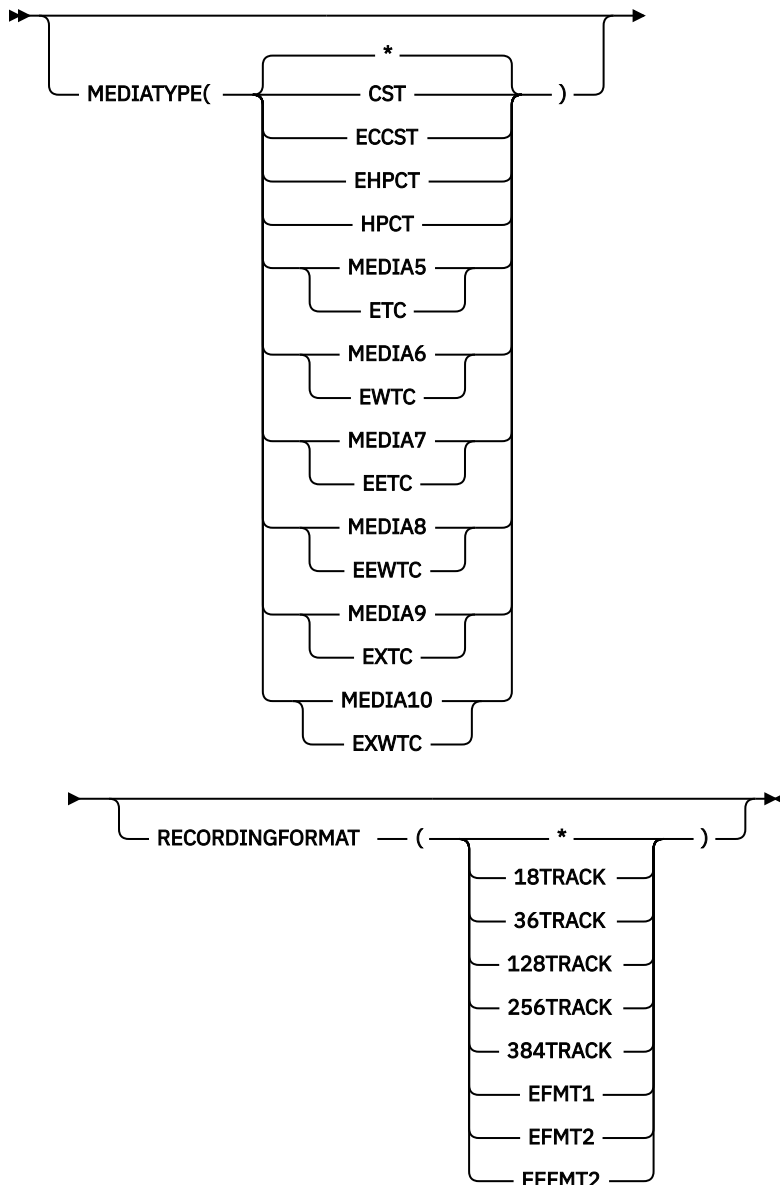 *
MEDIATYPE( CST )
ECCST
EHPCT
HPCT
MEDIA5
ETC
MEDIA6
EWTC
MEDIA7
EETC
MEDIA8
EEWTC
MEDIA9
EXTC
MEDIA10
EXWTC
RECORDINGFORMAT ( * )
18TRACK
36TRACK
128TRACK
256TRACK
384TRACK
EFMT1
EFMT2
EEFMT2